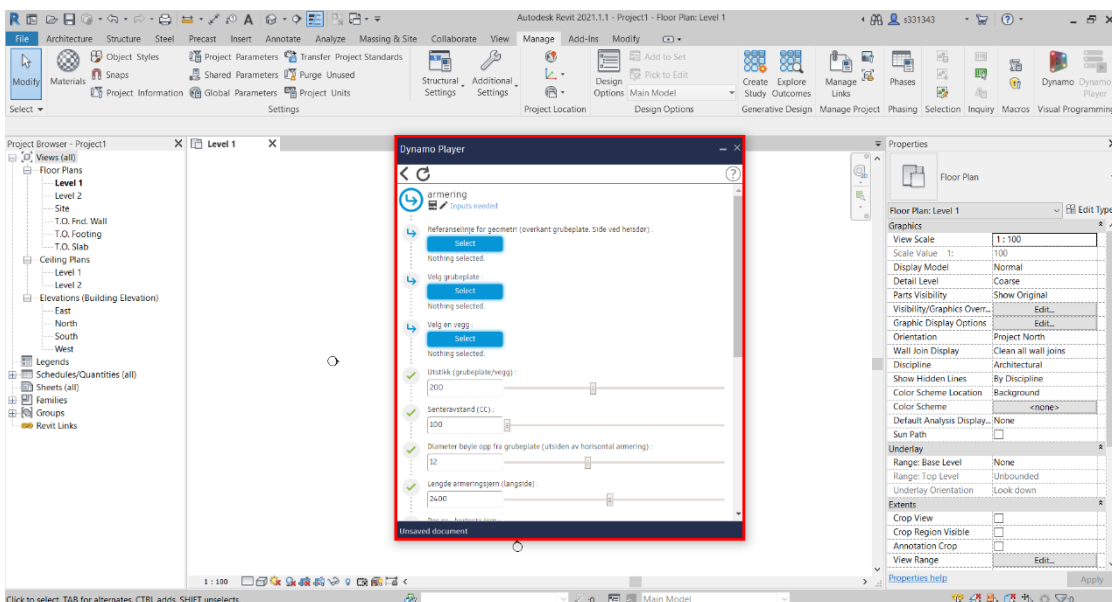 Autodesk Revit 2021.1.1 - Project1 - Floor Plan: Level 1
s331343
File Architecture Structure Steel Precast Insert Annotate Analyze Massing & Site Collaborate View Manage Add-Ins Modify
Modify
Materials
Object Styles
Snaps
Project Information
Project Parameters
Shared Parameters
Global Parameters
Transfer Project Standards
Purge Unused
Project Units
Structural Settings
Additional Settings
Design Options
Add to Set
Pick to Edit
Main Model
Create Study
Explore Outcomes
Manage Links
Phases
Dynamo
Dynamo Player
Select
Settings
Project Location
Design Options
Generative Design
Manage Project
Phasing
Selection
Inquiry
Macros
Visual Programming
Project Browser - Project1
Views (all)
Floor Plans
Level 1
Level 2
Site
T.O. Fnd. Wall
T.O. Footing
T.O. Slab
Ceiling Plans
Level 1
Level 2
Elevations (Building Elevation)
East
North
South
West
Legends
Schedules/Quantities (all)
Sheets (all)
Families
Groups
Revit Links
Level 1
Dynamo Player
armering
Inputs needed
Referanselinje for geometri (overkant grubeplate. Side ved heisdør) :
Select
Nothing selected.
Velg grubeplate :
Select
Nothing selected.
Velg en vegg :
Select
Nothing selected.
Utstikk (grubeplate/vegg) :
200
Senteravstand (CC) :
100
Diameter bøyle opp fra grubeplate (utsiden av horisontal armering) :
12
Lengde armeringsjern (langside) :
2400
Unsaved document
Properties
Floor Plan
Floor Plan: Level 1
Edit Type
Graphics
View Scale 1 : 100
Scale Value 1: 100
Display Model Normal
Detail Level Coarse
Parts Visibility Show Original
Visibility/Graphics Overr... Edit...
Graphic Display Options Edit...
Orientation Project North
Wall Join Display Clean all wall joins
Discipline Architectural
Show Hidden Lines By Discipline
Color Scheme Location Background
Color Scheme <none>
Default Analysis Display... None
Sun Path
Underlay
Range: Base Level None
Range: Top Level Unbounded
Underlay Orientation Look down
Extents
Crop View
Crop Region Visible
Annotation Crop
View Range Edit...
Properties help
Apply
1 : 100
Click to select, TAB for alternates, CTRL adds, SHIFT unselects.
:0
Main Model
:0